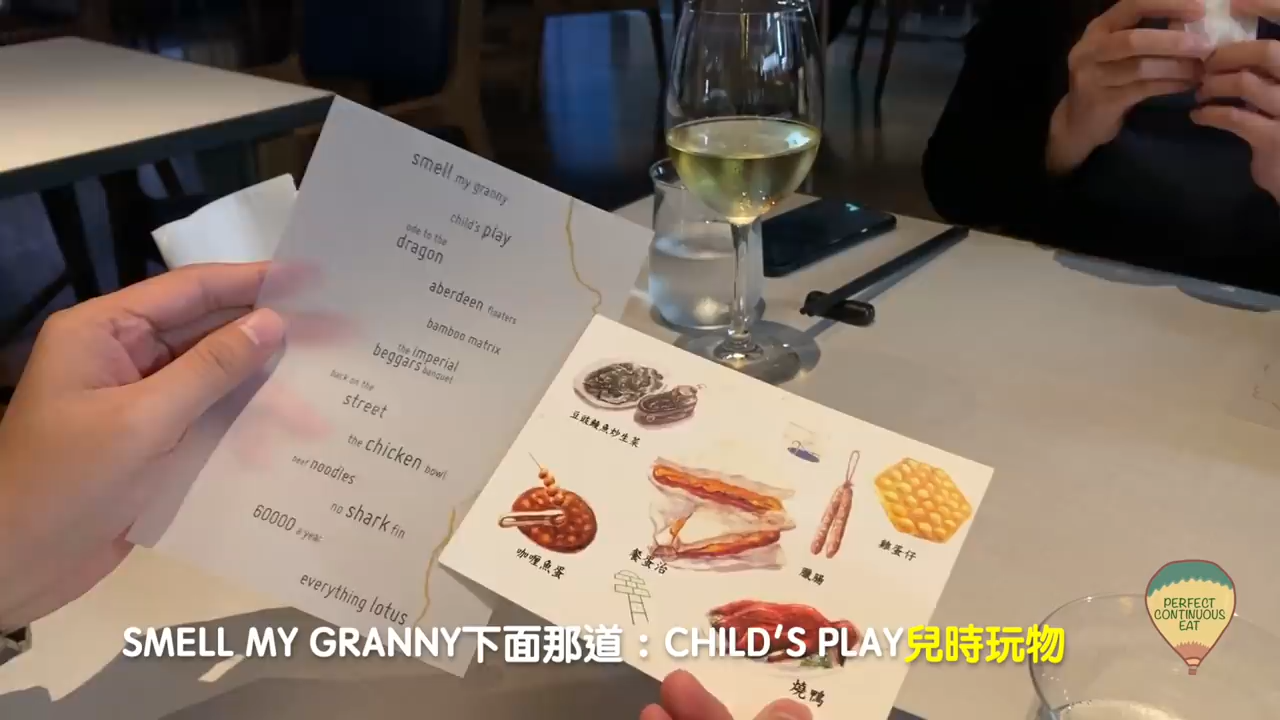 smell my granny
child's play
ode to the
dragon
aberdeen floaters
bamboo matrix
the imperial
beggars banquet
back on the
street
the chicken bowl
beef noodles
no shark fin
60000 a year
everything lotus
豆豉鯪魚炒生菜
咖喱魚蛋
餐蛋治
臘腸
雞蛋仔
燒鴨
SMELL MY GRANNY下面那道：CHILD'S PLAY兒時玩物
PERFECT
CONTINUOUS
EAT